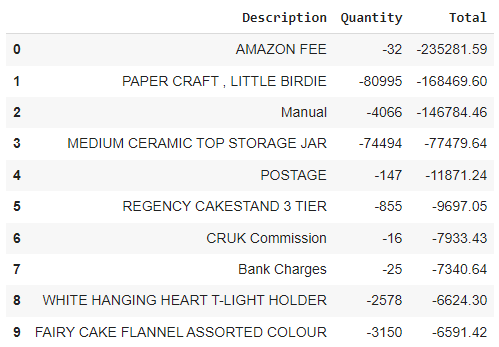 Description Quantity Total
0 AMAZON FEE -32 -235281.59
1 PAPER CRAFT , LITTLE BIRDIE -80995 -168469.60
2 Manual -4066 -146784.46
3 MEDIUM CERAMIC TOP STORAGE JAR -74494 -77479.64
4 POSTAGE -147 -11871.24
5 REGENCY CAKESTAND 3 TIER -855 -9697.05
6 CRUK Commission -16 -7933.43
7 Bank Charges -25 -7340.64
8 WHITE HANGING HEART T-LIGHT HOLDER -2578 -6624.30
9 FAIRY CAKE FLANNEL ASSORTED COLOUR -3150 -6591.42